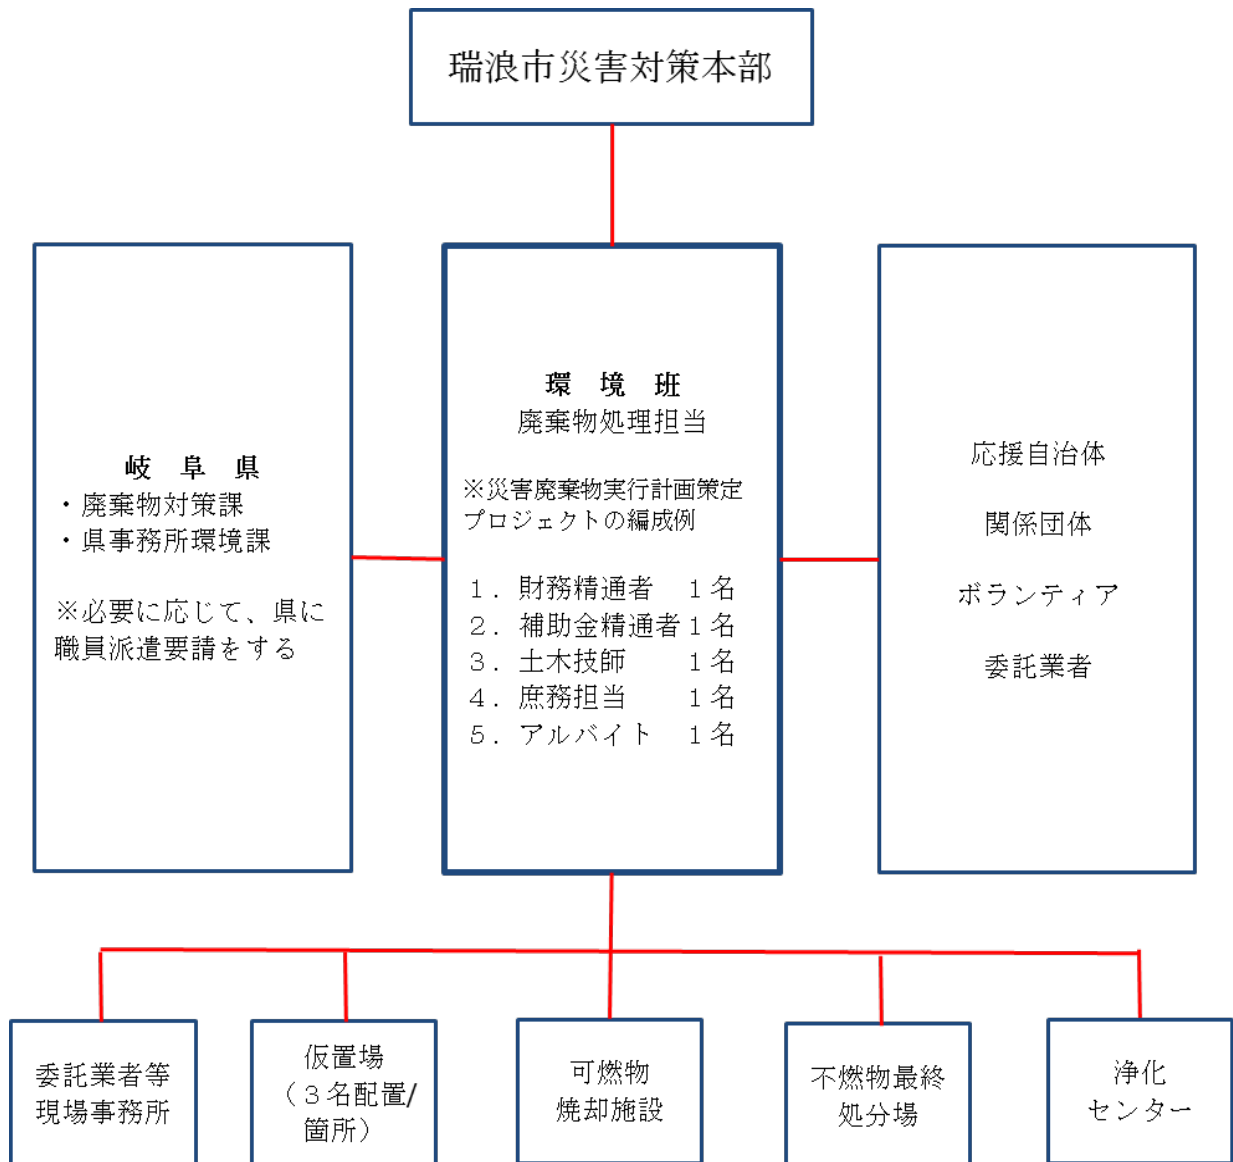 瑞浪市災害対策本部
岐　阜　県
・廃棄物対策課
・県事務所環境課
※必要に応じて、県に
職員派遣要請をする
環　境　班
廃棄物処理担当
※災害廃棄物実行計画策定
プロジェクトの編成例
１．財務精通者　１名
２．補助金精通者１名
３．土木技師　　１名
４．庶務担当　　１名
５．アルバイト　１名
応援自治体
関係団体
ボランティア
委託業者
委託業者等
現場事務所
仮置場
（３名配置/
箇所）
可燃物
焼却施設
不燃物最終
処分場
浄化
センター